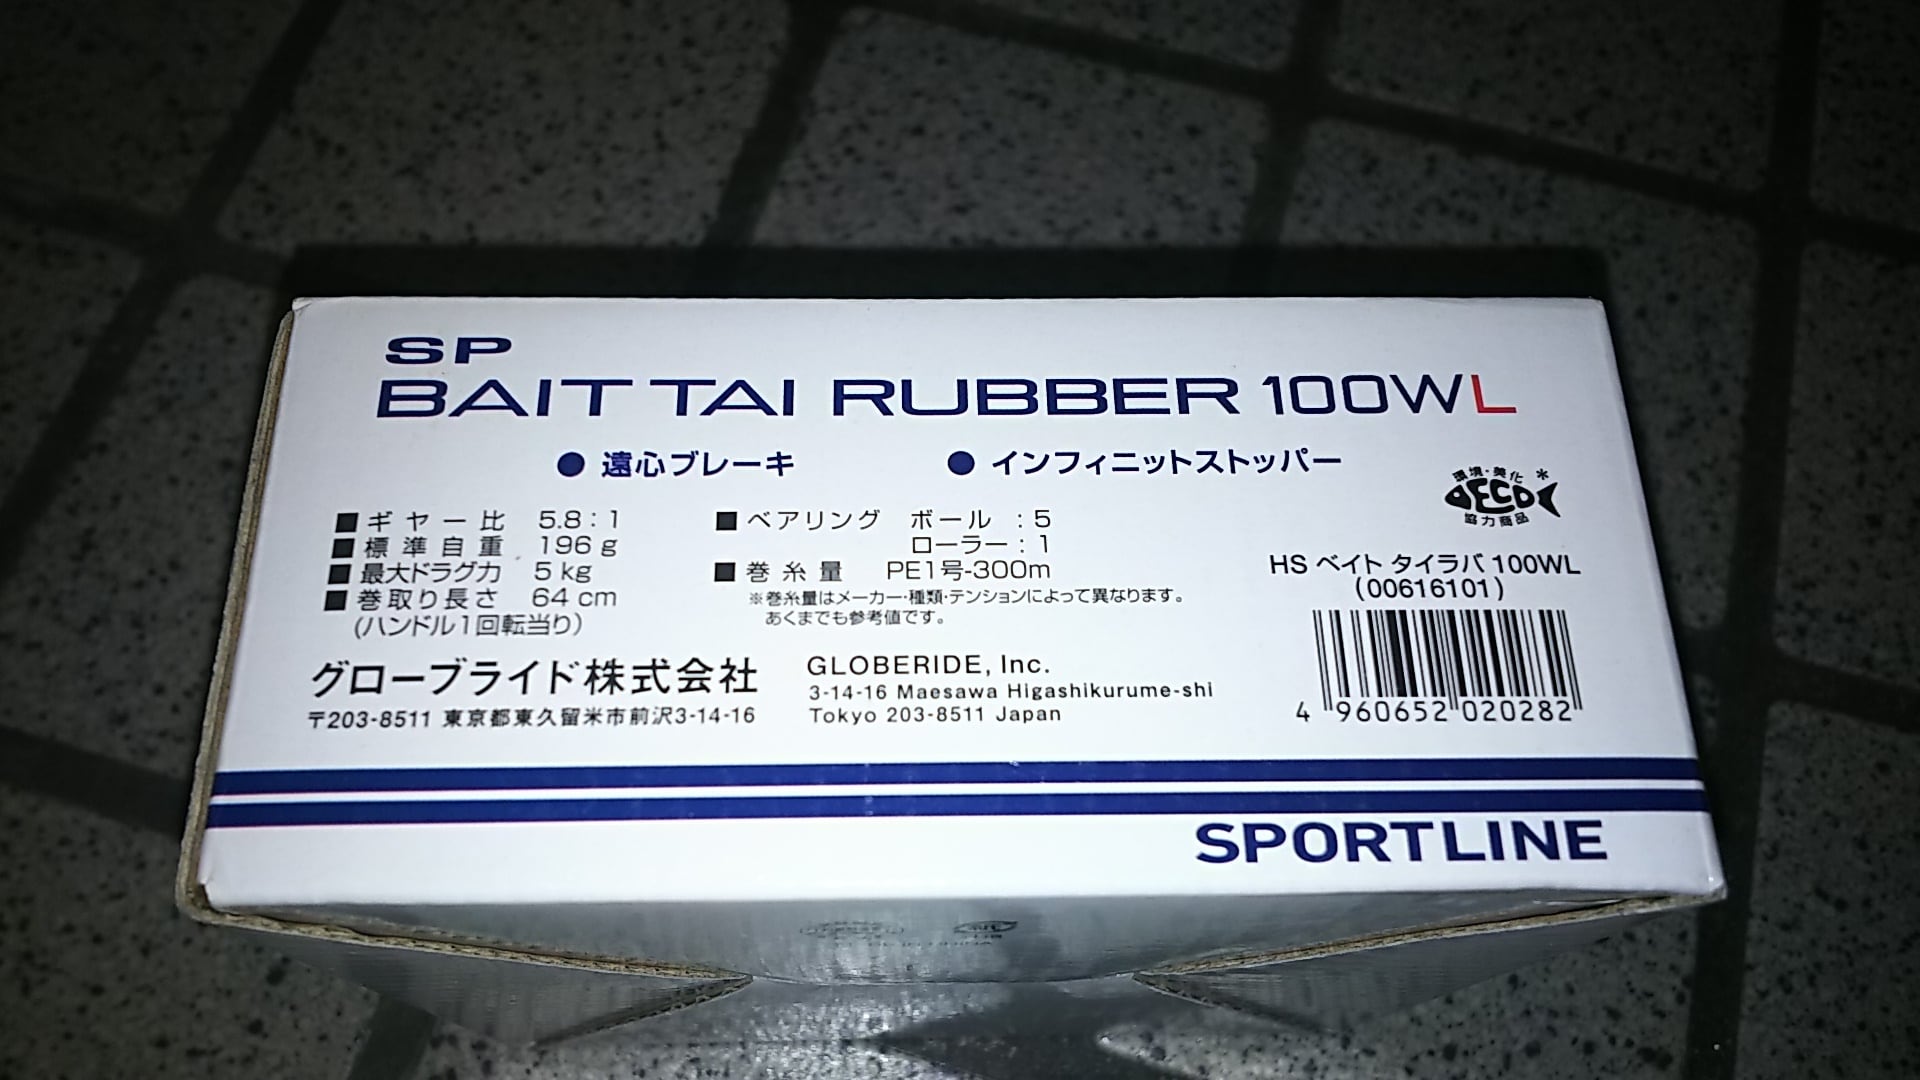 SP
BAIT TAI RUBBER 100WL
● 遠心ブレーキ ● インフィニットストッパー
■ ギヤー比 5.8:1
■ 標準自重 196g
■ 最大ドラグ力 5kg
■ 巻取り長さ 64cm
(ハンドル1回転当り)
■ ベアリング ボール :5
ローラー:1
■ 巻糸量 PE1号-300m
※巻糸量はメーカー・種類・テンションによって異なります。
あくまでも参考値です。
環境・美化
ECO
協力商品
HS ベイト タイラバ 100WL
(00616101)
4 960652 020282
グローブライド株式会社
〒203-8511 東京都東久留米市前沢3-14-16
GLOBERIDE, Inc.
3-14-16 Maesawa Higashikurume-shi
Tokyo 203-8511 Japan
SPORTLINE